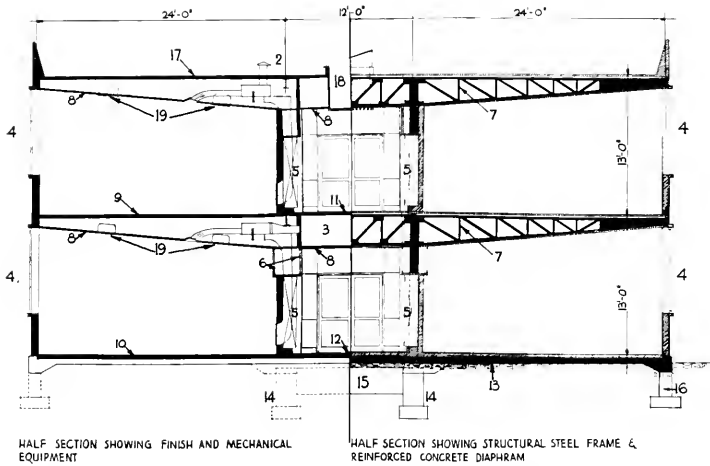 24'-0" 12'-0" 24'-0"
17 2 18
8 19 1 8 7
4 4
5 5 13'-0"
9 11
8 19 1 3 8 7
6
4. 4
5 5 13'-0"
10 12
13
14 15 14 16
HALF SECTION SHOWING FINISH AND MECHANICAL
EQUIPMENT
HALF SECTION SHOWING STRUCTURAL STEEL FRAME &
REINFORCED CONCRETE DIAPHRAM